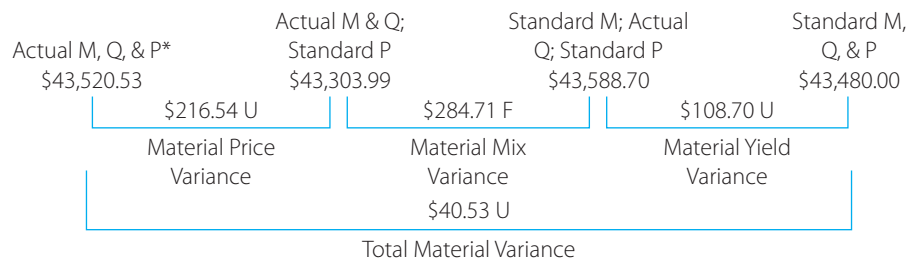 Actual M & Q; Standard M; Actual Standard M,
Actual M, Q, & P* Standard P Q; Standard P Q, & P
$43,520.53 $43,303.99 $43,588.70 $43,480.00
$216.54 U $284.71 F $108.70 U
Material Price Material Mix Material Yield
Variance Variance Variance
$40.53 U
Total Material Variance